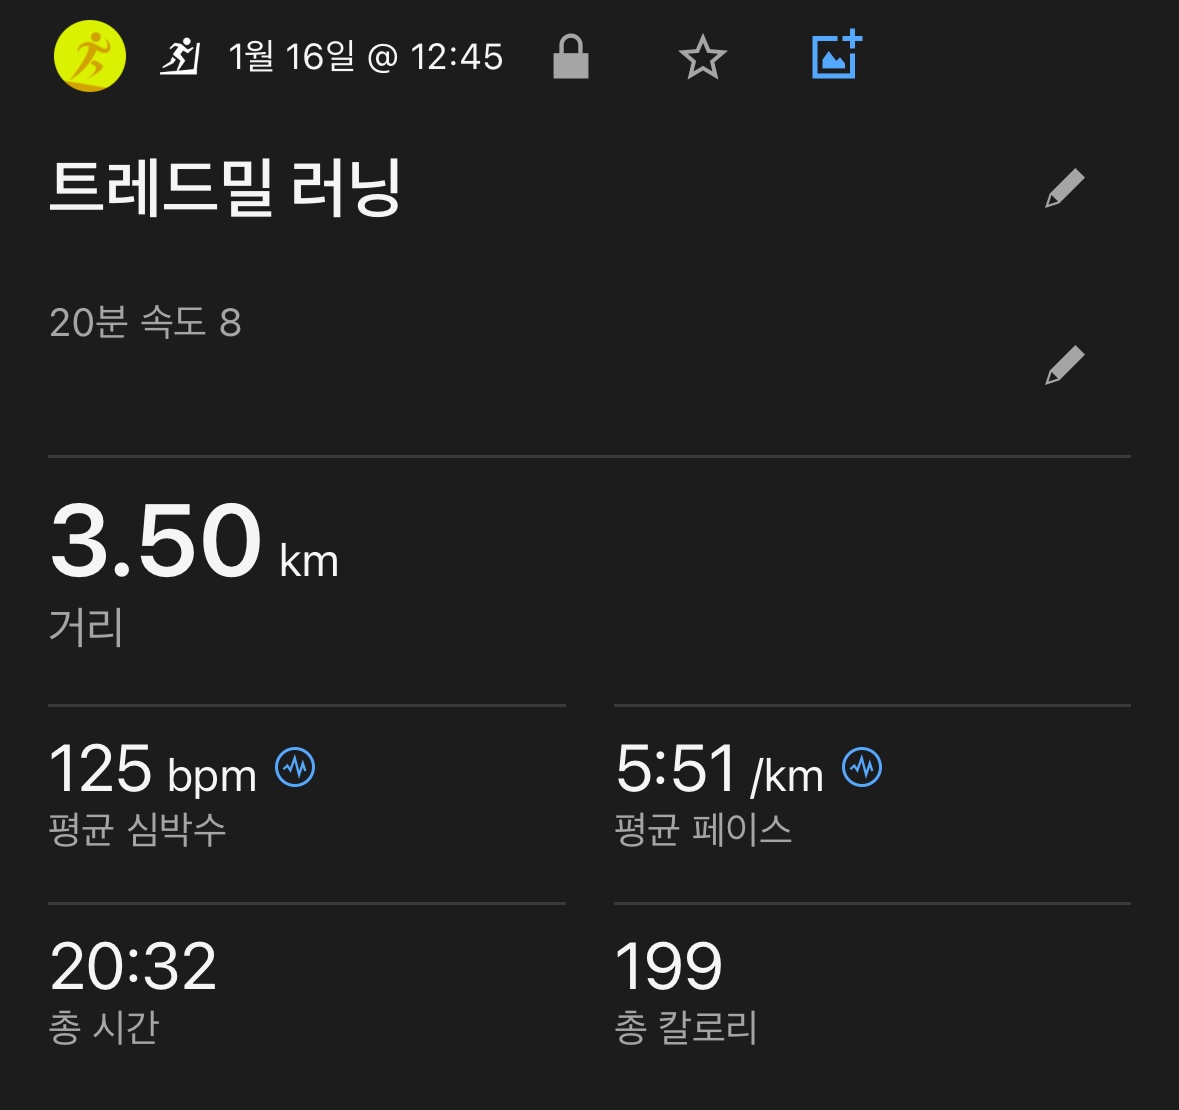 1월 16일 @ 12:45
트레드밀 러닝
20분 속도 8
3.50 km
거리
125 bpm
평균 심박수
5:51 /km
평균 페이스
20:32
총 시간
199
총 칼로리